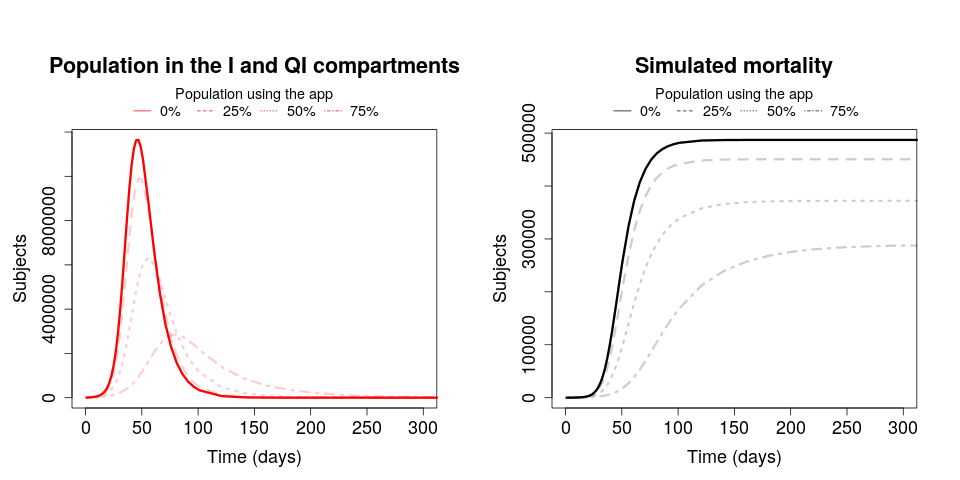 Population in the I and QI compartments
Population using the app
0% 25% 50% 75%
Subjects
0 4000000 8000000
0 50 100 150 200 250 300
Time (days)
Simulated mortality
Population using the app
0% 25% 50% 75%
Subjects
0 100000 300000 500000
0 50 100 150 200 250 300
Time (days)